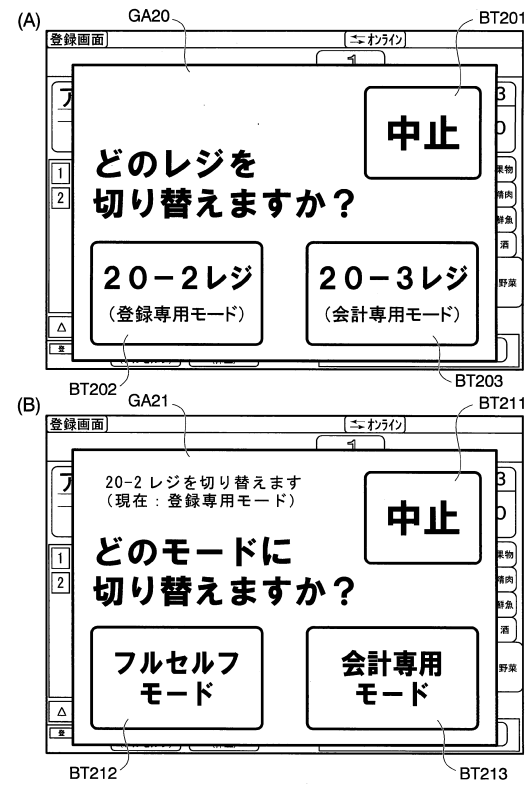 (A)
GA20
BT201
登録画面
オンライン
1
ア
3
0
中止
どのレジを
切り替えますか？
1
2
果物
精肉
鮮魚
酒
野菜
20－2レジ
(登録専用モード)
20－3レジ
(会計専用モード)
△
登
BT202
BT203
(B)
GA21
BT211
登録画面
オンライン
1
ア
3
0
20-2 レジを切り替えます
(現在：登録専用モード)
中止
どのモードに
切り替えますか？
1
2
果物
精肉
鮮魚
酒
野菜
フルセルフ
モード
会計専用
モード
△
登
BT212
BT213